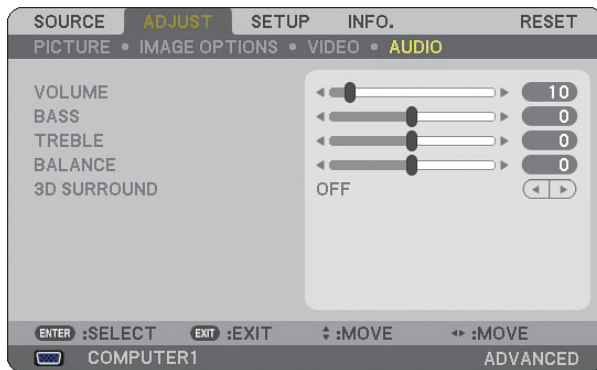 SOURCE ADJUST SETUP INFO. RESET
PICTURE • IMAGE OPTIONS • VIDEO • AUDIO
VOLUME 10
BASS 0
TREBLE 0
BALANCE 0
3D SURROUND OFF
ENTER :SELECT EXIT :EXIT :MOVE :MOVE
COMPUTER1 ADVANCED